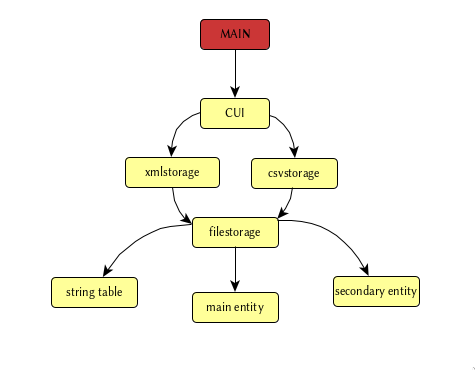 MAIN
CUI
xmlstorage
csvstorage
filestorage
string table
main entity
secondary entity